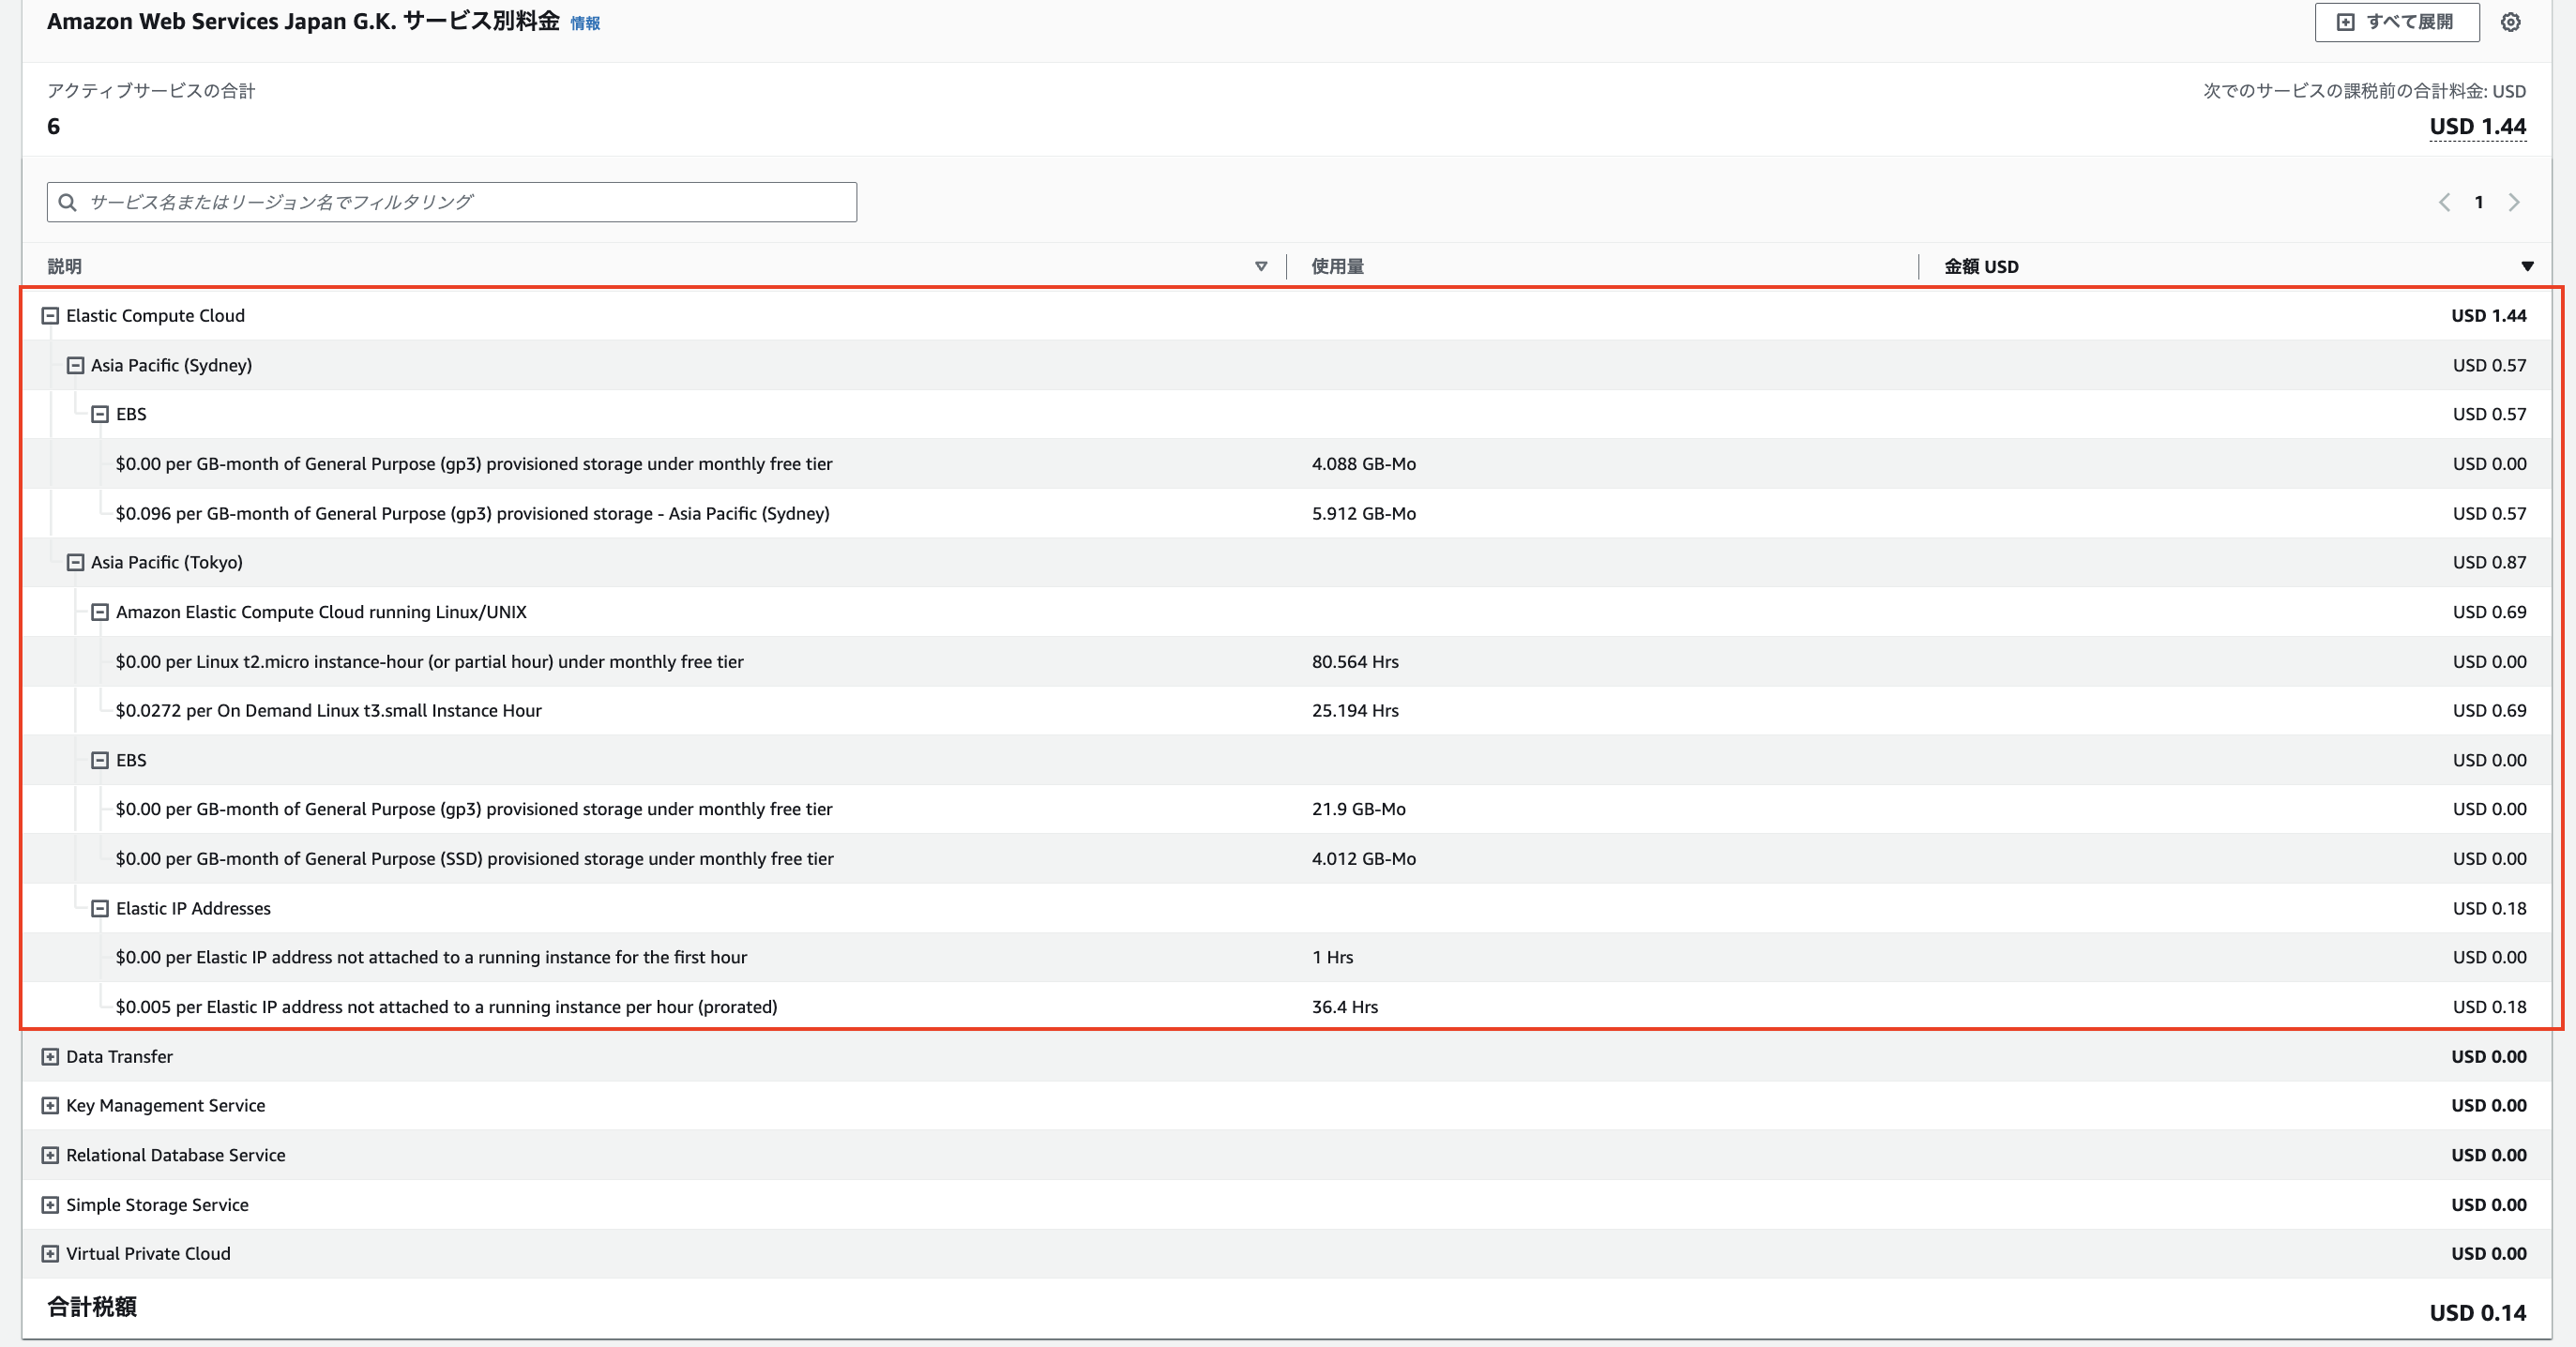 Amazon Web Services Japan G.K. サービス別料金 情報
すべて展開
アクティブサービスの合計
次でのサービスの課税前の合計料金: USD
6
USD 1.44
サービス名またはリージョン名でフィルタリング
1
説明 使用量 金額 USD
Elastic Compute Cloud USD 1.44
Asia Pacific (Sydney) USD 0.57
EBS USD 0.57
$0.00 per GB-month of General Purpose (gp3) provisioned storage under monthly free tier 4.088 GB-Mo USD 0.00
$0.096 per GB-month of General Purpose (gp3) provisioned storage - Asia Pacific (Sydney) 5.912 GB-Mo USD 0.57
Asia Pacific (Tokyo) USD 0.87
Amazon Elastic Compute Cloud running Linux/UNIX USD 0.69
$0.00 per Linux t2.micro instance-hour (or partial hour) under monthly free tier 80.564 Hrs USD 0.00
$0.0272 per On Demand Linux t3.small Instance Hour 25.194 Hrs USD 0.69
EBS USD 0.00
$0.00 per GB-month of General Purpose (gp3) provisioned storage under monthly free tier 21.9 GB-Mo USD 0.00
$0.00 per GB-month of General Purpose (SSD) provisioned storage under monthly free tier 4.012 GB-Mo USD 0.00
Elastic IP Addresses USD 0.18
$0.00 per Elastic IP address not attached to a running instance for the first hour 1 Hrs USD 0.00
$0.005 per Elastic IP address not attached to a running instance per hour (prorated) 36.4 Hrs USD 0.18
Data Transfer USD 0.00
Key Management Service USD 0.00
Relational Database Service USD 0.00
Simple Storage Service USD 0.00
Virtual Private Cloud USD 0.00
合計税額 USD 0.14